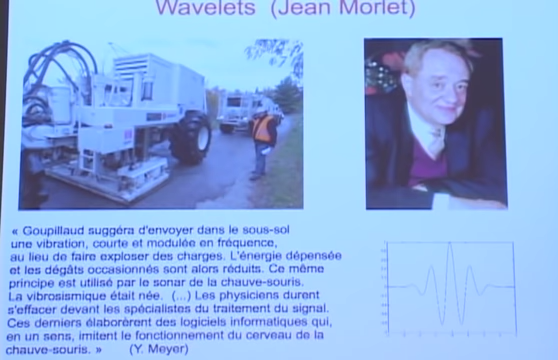 Wavelets (Jean Morlet)
« Goupillaud suggéra d'envoyer dans le sous-sol
une vibration, courte et modulée en fréquence,
au lieu de faire exploser des charges. L'énergie dépensée
et les dégâts occasionnés sont alors réduits. Ce même
principe est utilisé par le sonar de la chauve-souris.
La vibrosismique était née. (...) Les physiciens durent
s'effacer devant les spécialistes du traitement du signal.
Ces derniers élaborèrent des logiciels informatiques qui,
en un sens, imitent le fonctionnement du cerveau de la
chauve-souris. » (Y. Meyer)